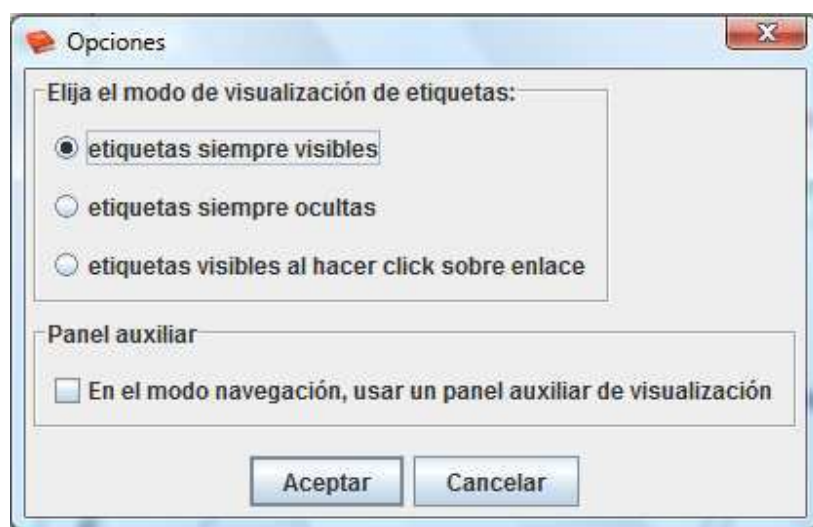 Opciones
Elija el modo de visualización de etiquetas:
etiquetas siempre visibles
etiquetas siempre ocultas
etiquetas visibles al hacer click sobre enlace
Panel auxiliar
En el modo navegación, usar un panel auxiliar de visualización
Aceptar Cancelar